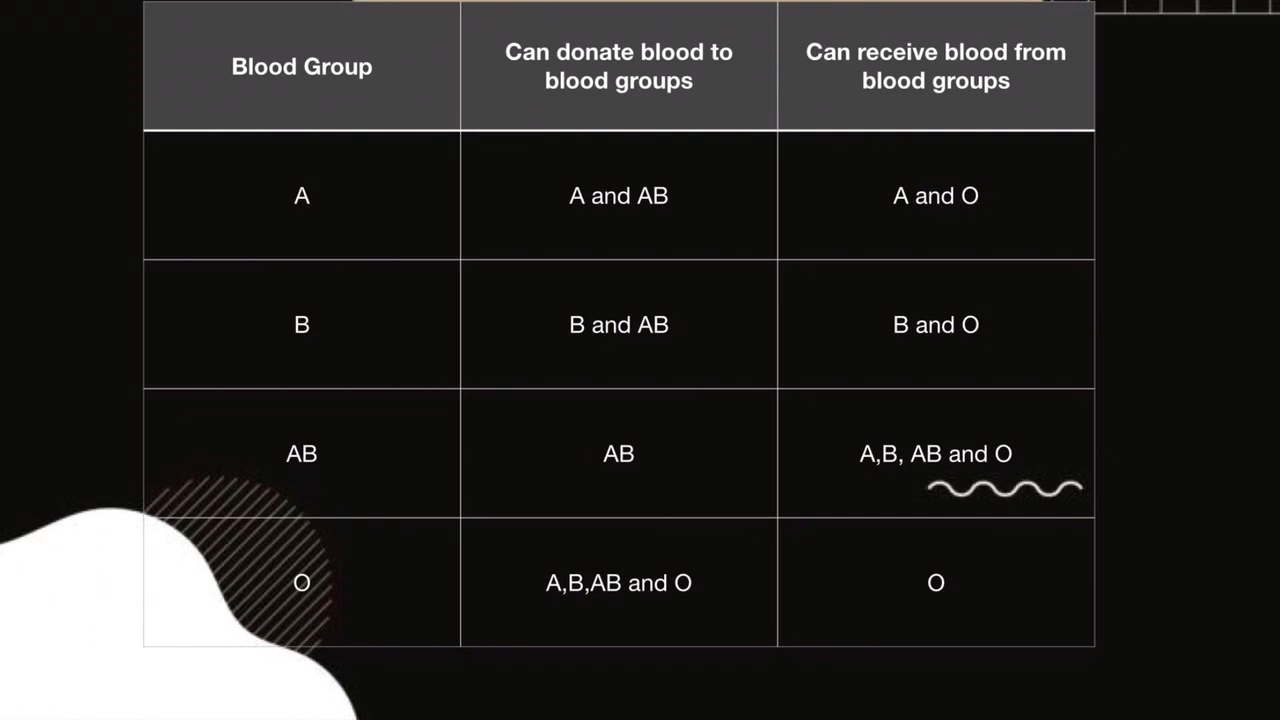 Blood Group
Can donate blood to
blood groups
Can receive blood from
blood groups
A
A and AB
A and O
B
B and AB
B and O
AB
AB
A,B, AB and O
O
A,B,AB and O
O